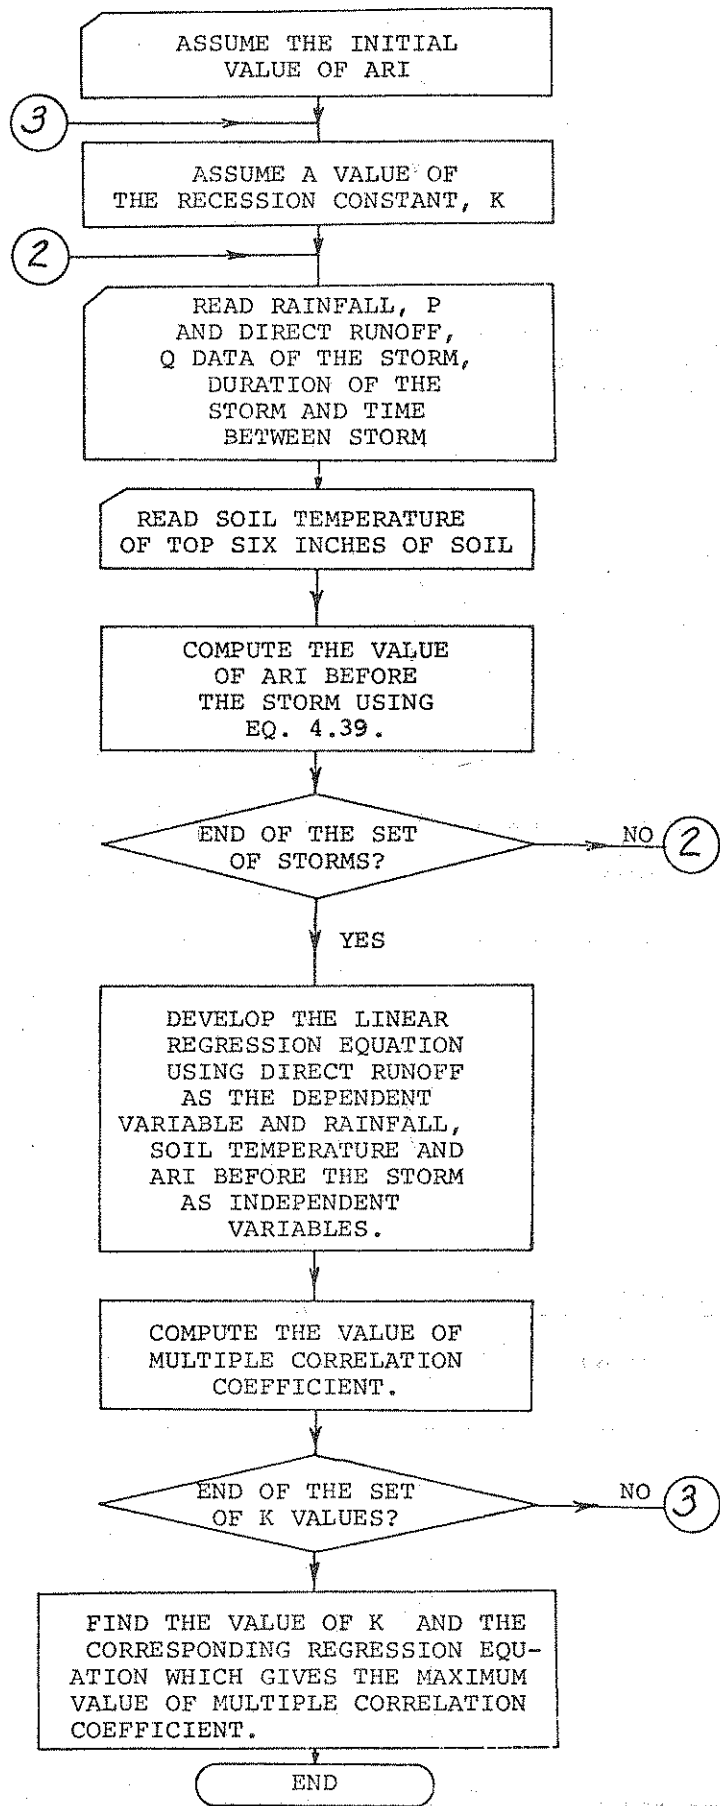 ASSUME THE INITIAL
VALUE OF ARI
3
ASSUME A VALUE OF
THE RECESSION CONSTANT, K
2
READ RAINFALL, P
AND DIRECT RUNOFF,
Q DATA OF THE STORM,
DURATION OF THE
STORM AND TIME
BETWEEN STORM
READ SOIL TEMPERATURE
OF TOP SIX INCHES OF SOIL
COMPUTE THE VALUE
OF ARI BEFORE
THE STORM USING
EQ. 4.39.
END OF THE SET
OF STORMS?
NO
2
YES
DEVELOP THE LINEAR
REGRESSION EQUATION
USING DIRECT RUNOFF
AS THE DEPENDENT
VARIABLE AND RAINFALL,
SOIL TEMPERATURE AND
ARI BEFORE THE STORM
AS INDEPENDENT
VARIABLES.
COMPUTE THE VALUE OF
MULTIPLE CORRELATION
COEFFICIENT.
END OF THE SET
OF K VALUES?
NO
3
FIND THE VALUE OF K AND THE
CORRESPONDING REGRESSION EQU-
ATION WHICH GIVES THE MAXIMUM
VALUE OF MULTIPLE CORRELATION
COEFFICIENT.
END